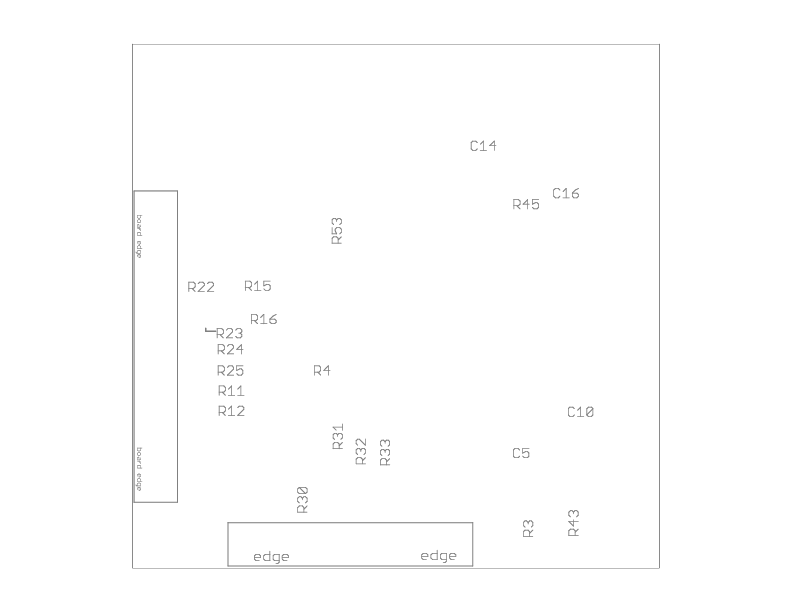 C14
C16
R45
board edge
R53
R22
R15
R16
R23
R24
R25
R4
R11
R12
C10
R31
R32
R33
C5
board edge
R30
R3
R43
edge
edge